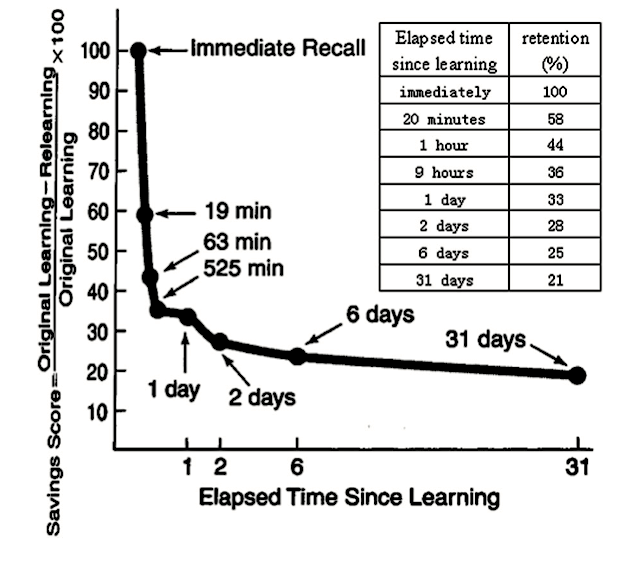 Savings Score = Original Learning – Relearning × 100
Original Learning
100
90
80
70
60
50
40
30
20
10
Immediate Recall
19 min
63 min
525 min
1 day
2 days
6 days
31 days
1 2 6 31
Elapsed Time Since Learning
Elapsed time since learning retention (%)
immediately 100
20 minutes 58
1 hour 44
9 hours 36
1 day 33
2 days 28
6 days 25
31 days 21